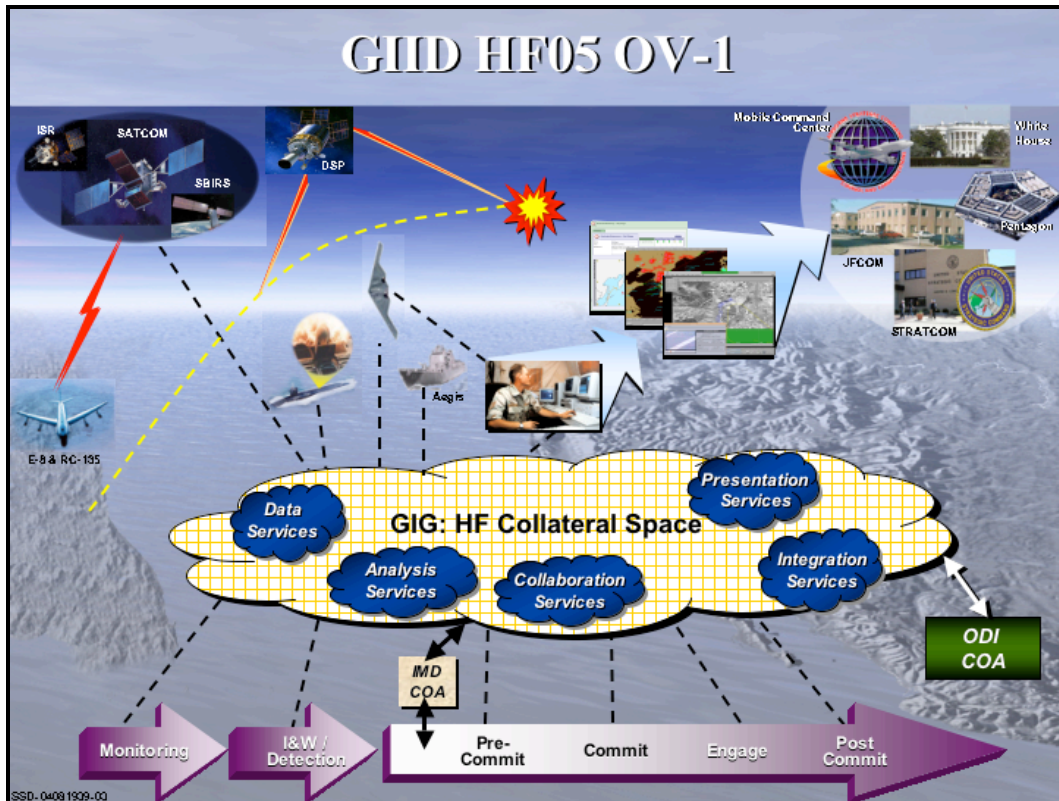 GIID HF05 OV-1
ISR
SATCOM
SBIRS
DSP
Mobile Command
Center
White
House
Pentagon
JFCOM
STRATCOM
E-8 & RC-135
Aegis
GIG: HF Collateral Space
Data
Services
Analysis
Services
Collaboration
Services
Presentation
Services
Integration
Services
IMD
COA
ODI
COA
Monitoring
I&W /
Detection
Pre-
Commit
Commit
Engage
Post
Commit